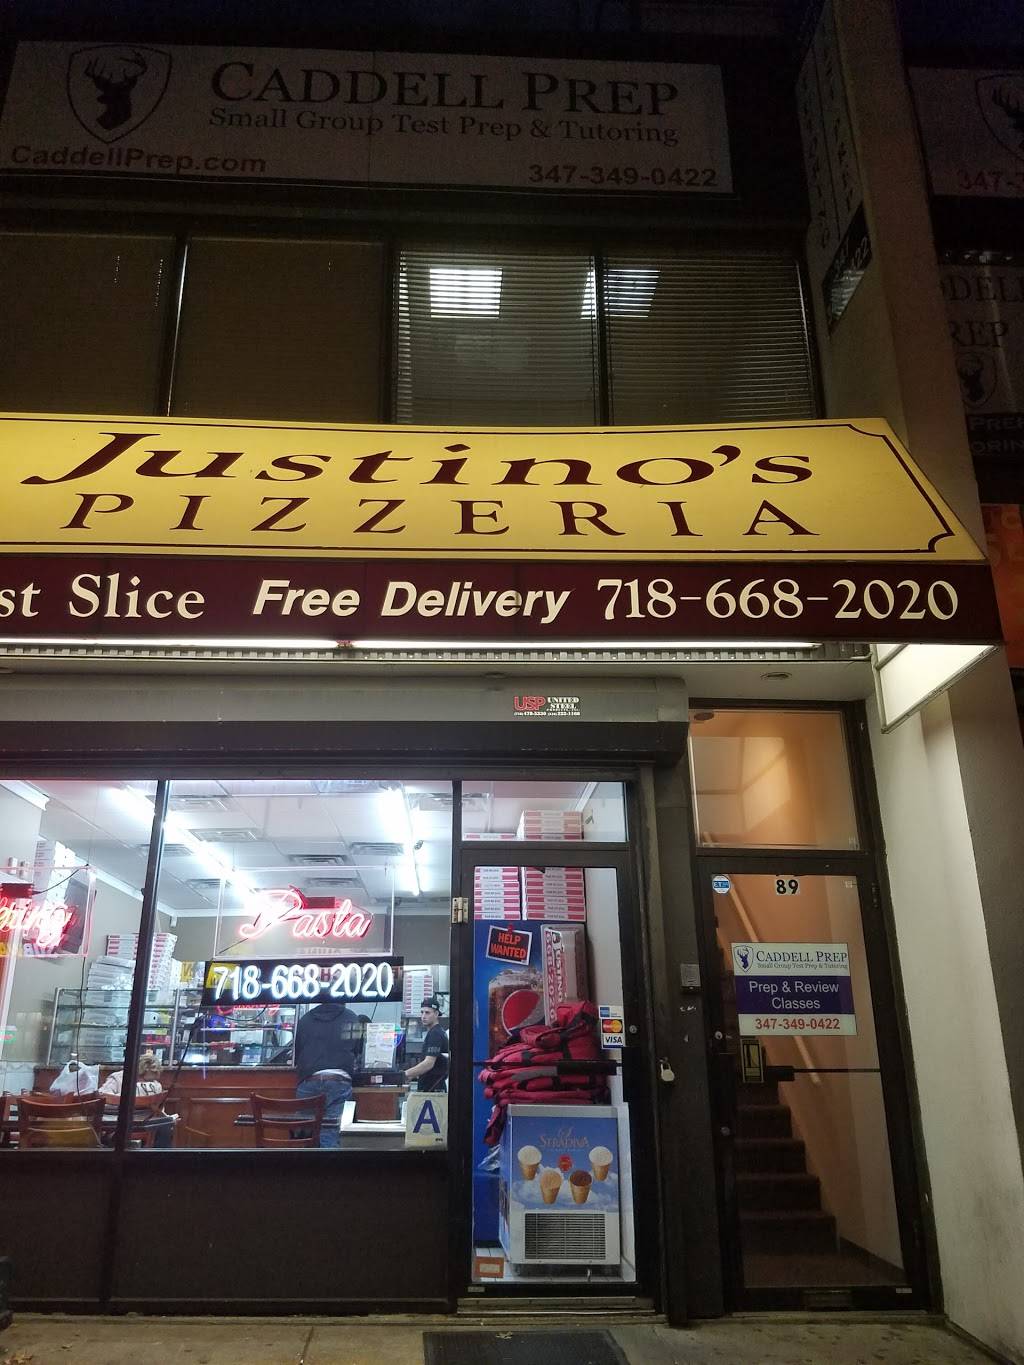 CADDELL PREP
Small Group Test Prep & Tutoring
CaddellPrep.com
347-349-0422
Justino's
PIZZERIA
st Slice Free Delivery 718-668-2020
USP UNITED
STEEL
89
HELP
WANTED
Pasta
718-668-2020
VISA
A
STRADIVA
CADDELL PREP
Small Group Test Prep & Tutoring
Prep & Review
Classes
347-349-0422